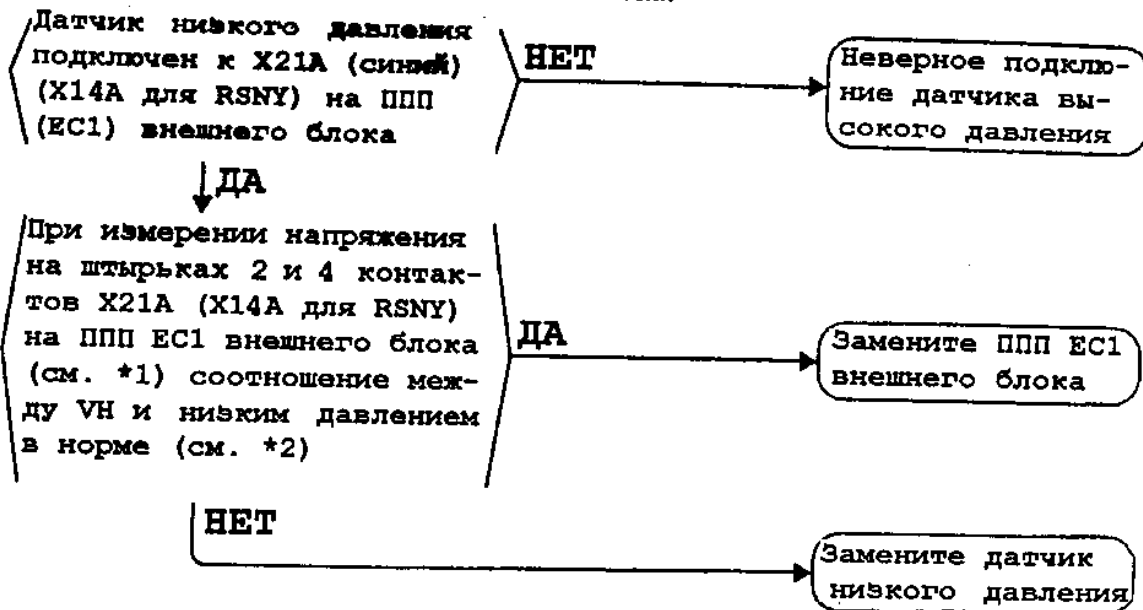 Датчик низкого давления
подключен к X21A (синий)
(X14A для RSNY) на ППП
(EC1) внешнего блока
НЕТ
Неверное подклю-
ние датчика вы-
сокого давления
ДА
При измерении напряжения
на штырьках 2 и 4 контак-
тов X21A (X14A для RSNY)
на ППП EC1 внешнего блока
(см. *1) соотношение меж-
ду VH и низким давлением
в норме (см. *2)
ДА
Замените ППП EC1
внешнего блока
НЕТ
Замените датчик
низкого давления